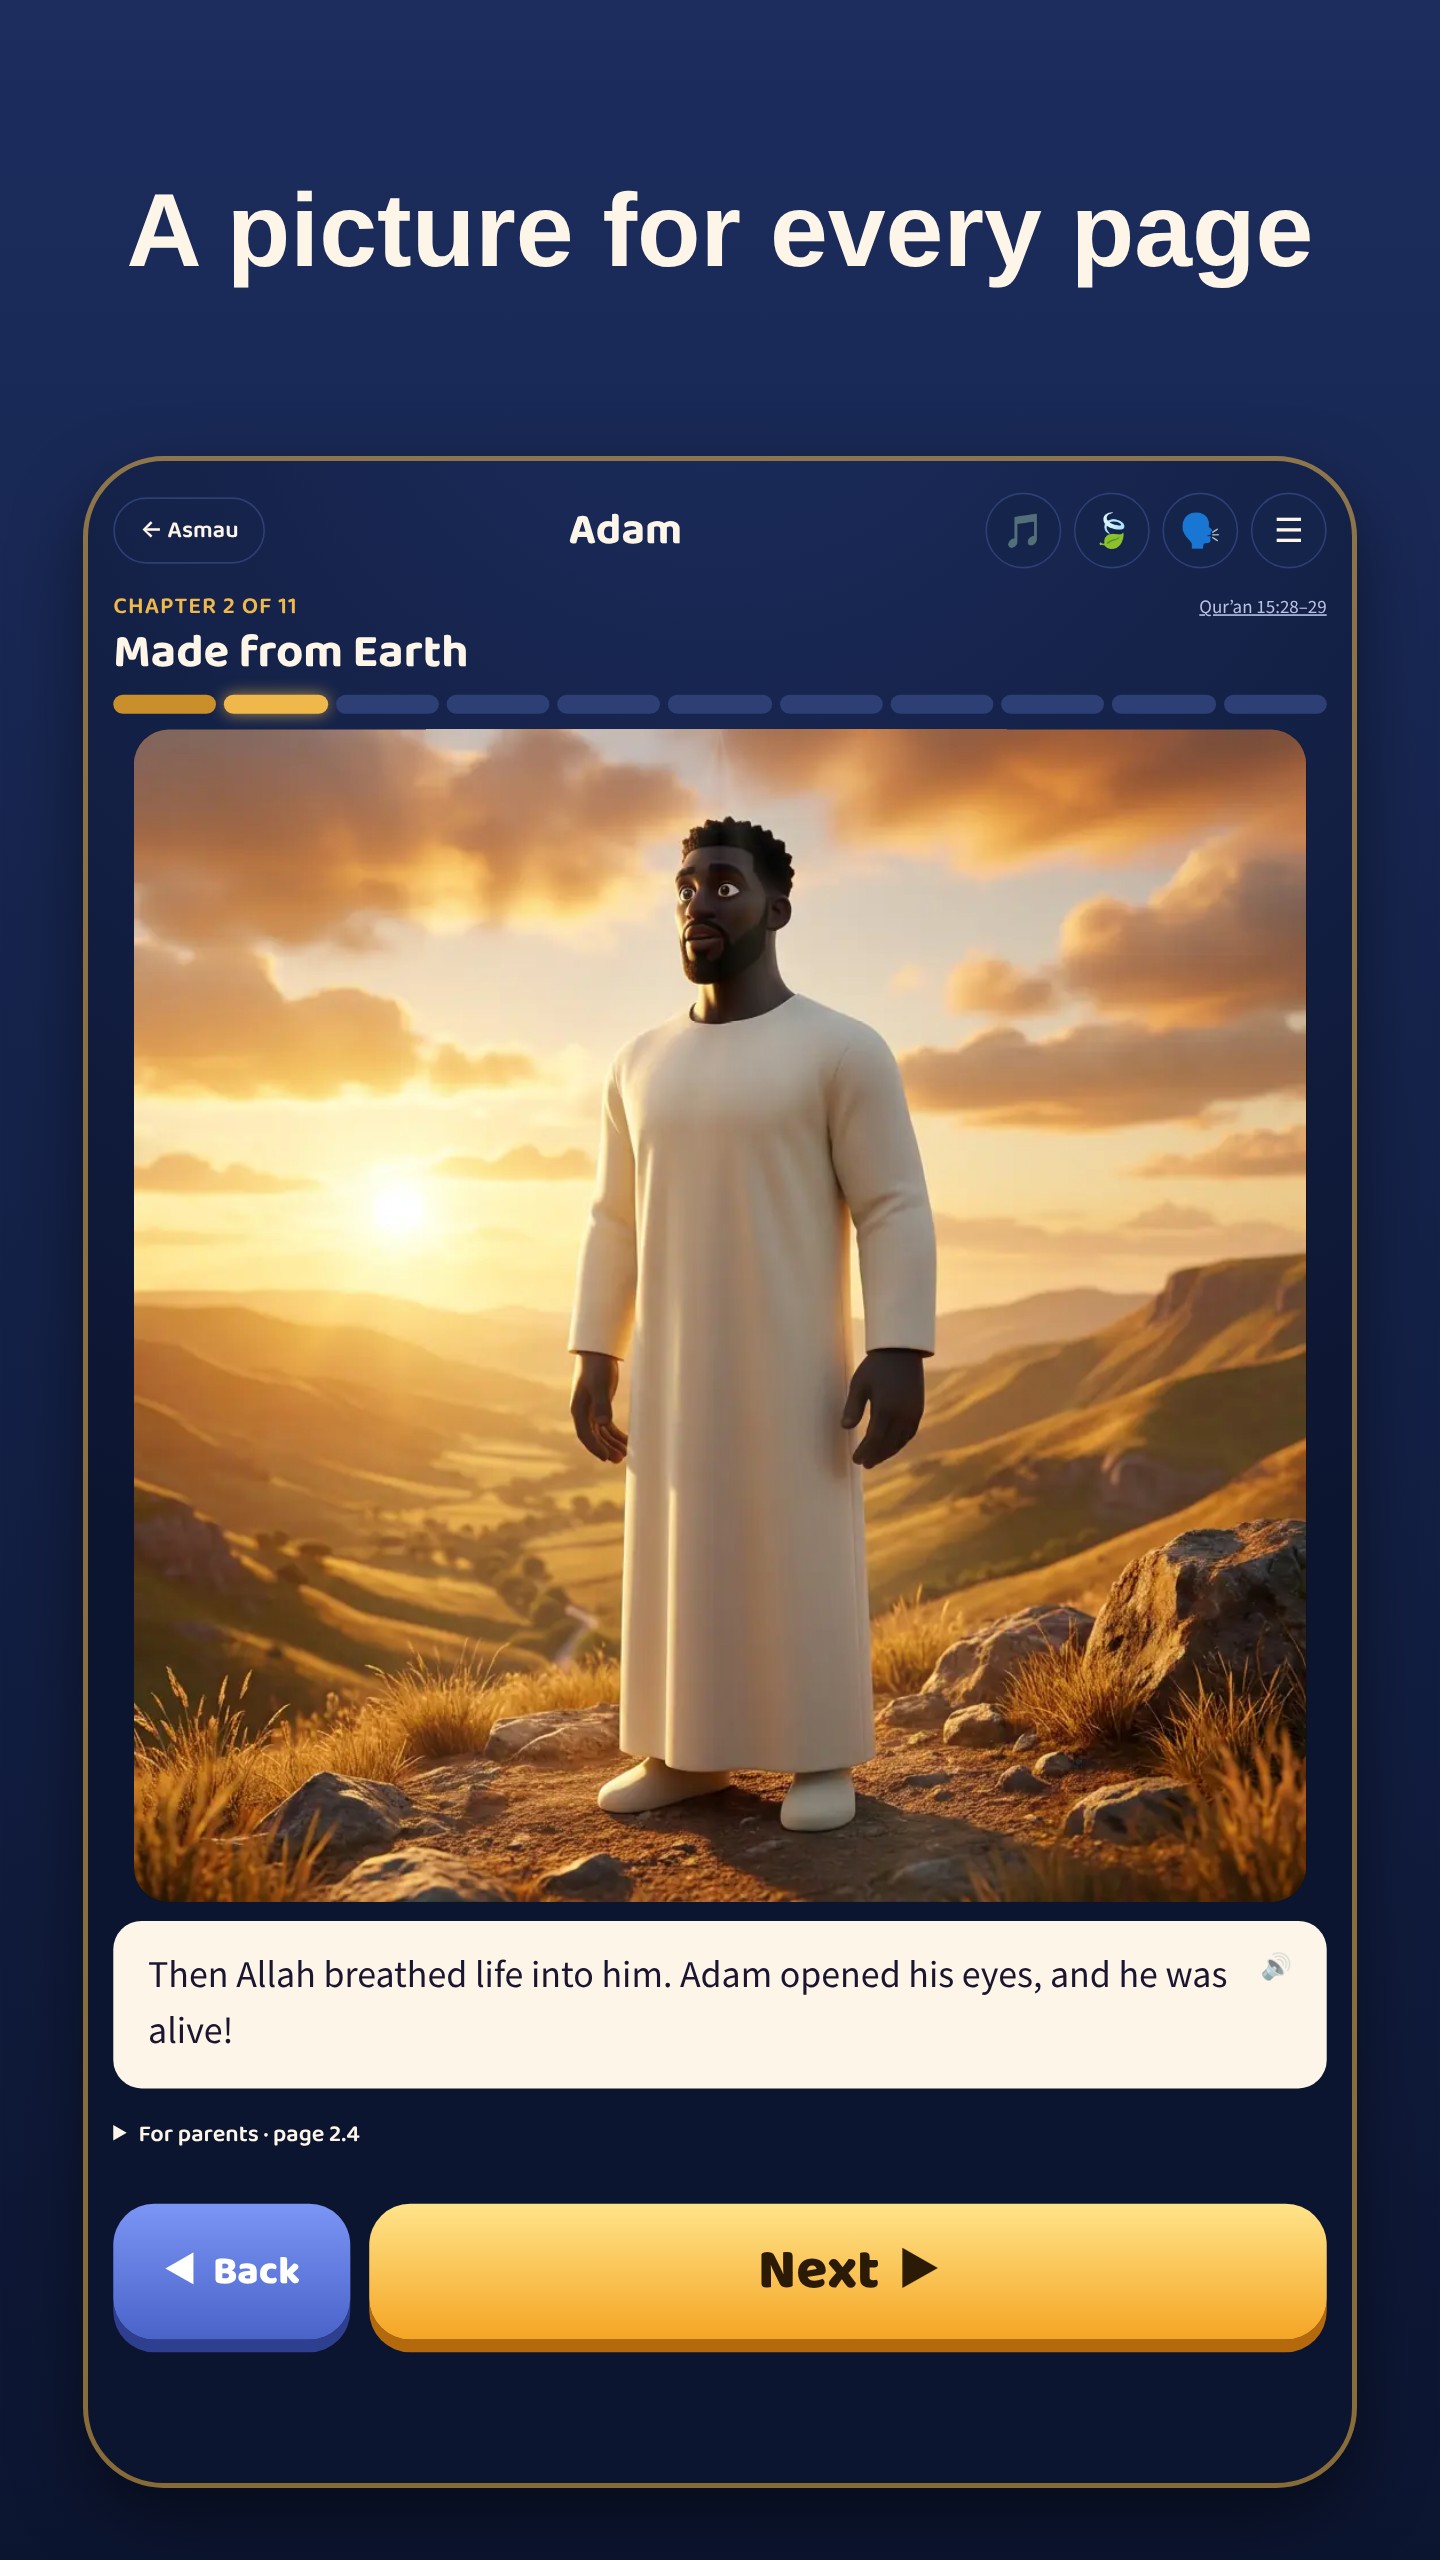 A picture for every page
← Asmau
Adam
CHAPTER 2 OF 11
Qur’an 15:28–29
Made from Earth
Then Allah breathed life into him. Adam opened his eyes, and he was
alive!
For parents · page 2.4
Back
Next